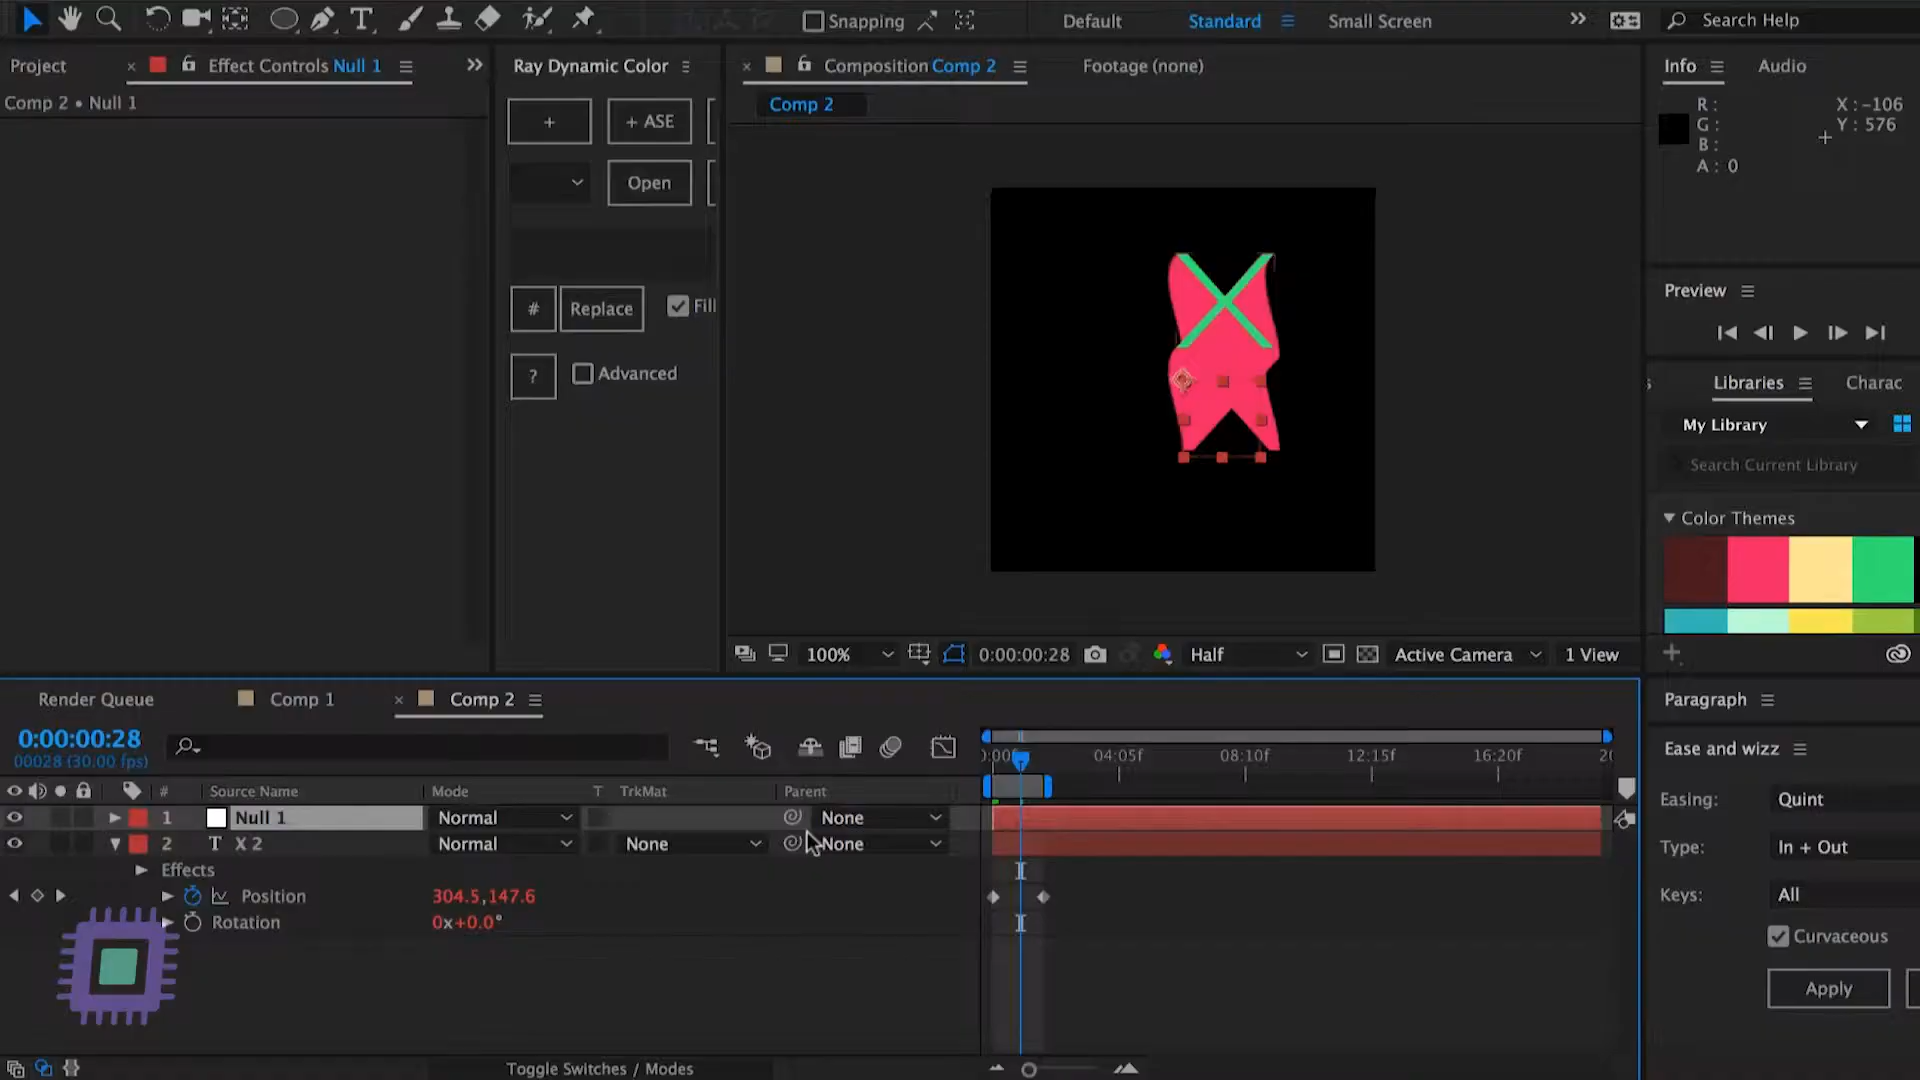 Snapping
Default
Standard
Small Screen
Search Help
Project
Effect Controls Null 1
Comp 2 • Null 1
Ray Dynamic Color
+
+ ASE
Open
#
Replace
Fill
?
Advanced
Composition Comp 2
Footage (none)
Comp 2
100%
0:00:00:28
Half
Active Camera
1 View
Info
Audio
R :
G :
B :
A : 0
X : -106
Y : 576
Preview
Libraries
Charac
My Library
Search Current Library
Color Themes
Paragraph
Ease and wizz
Easing:
Quint
Type:
In + Out
Keys:
All
Curvaceous
Apply
Render Queue
Comp 1
Comp 2
0:00:00:28
00028 (30.00 fps)
04:05f
08:10f
12:15f
16:20f
#
Source Name
Mode
T
TrkMat
Parent
1
Null 1
Normal
None
2
T
X 2
Normal
None
None
Effects
Position
304.5,147.6
Rotation
0x+0.0°
Toggle Switches / Modes